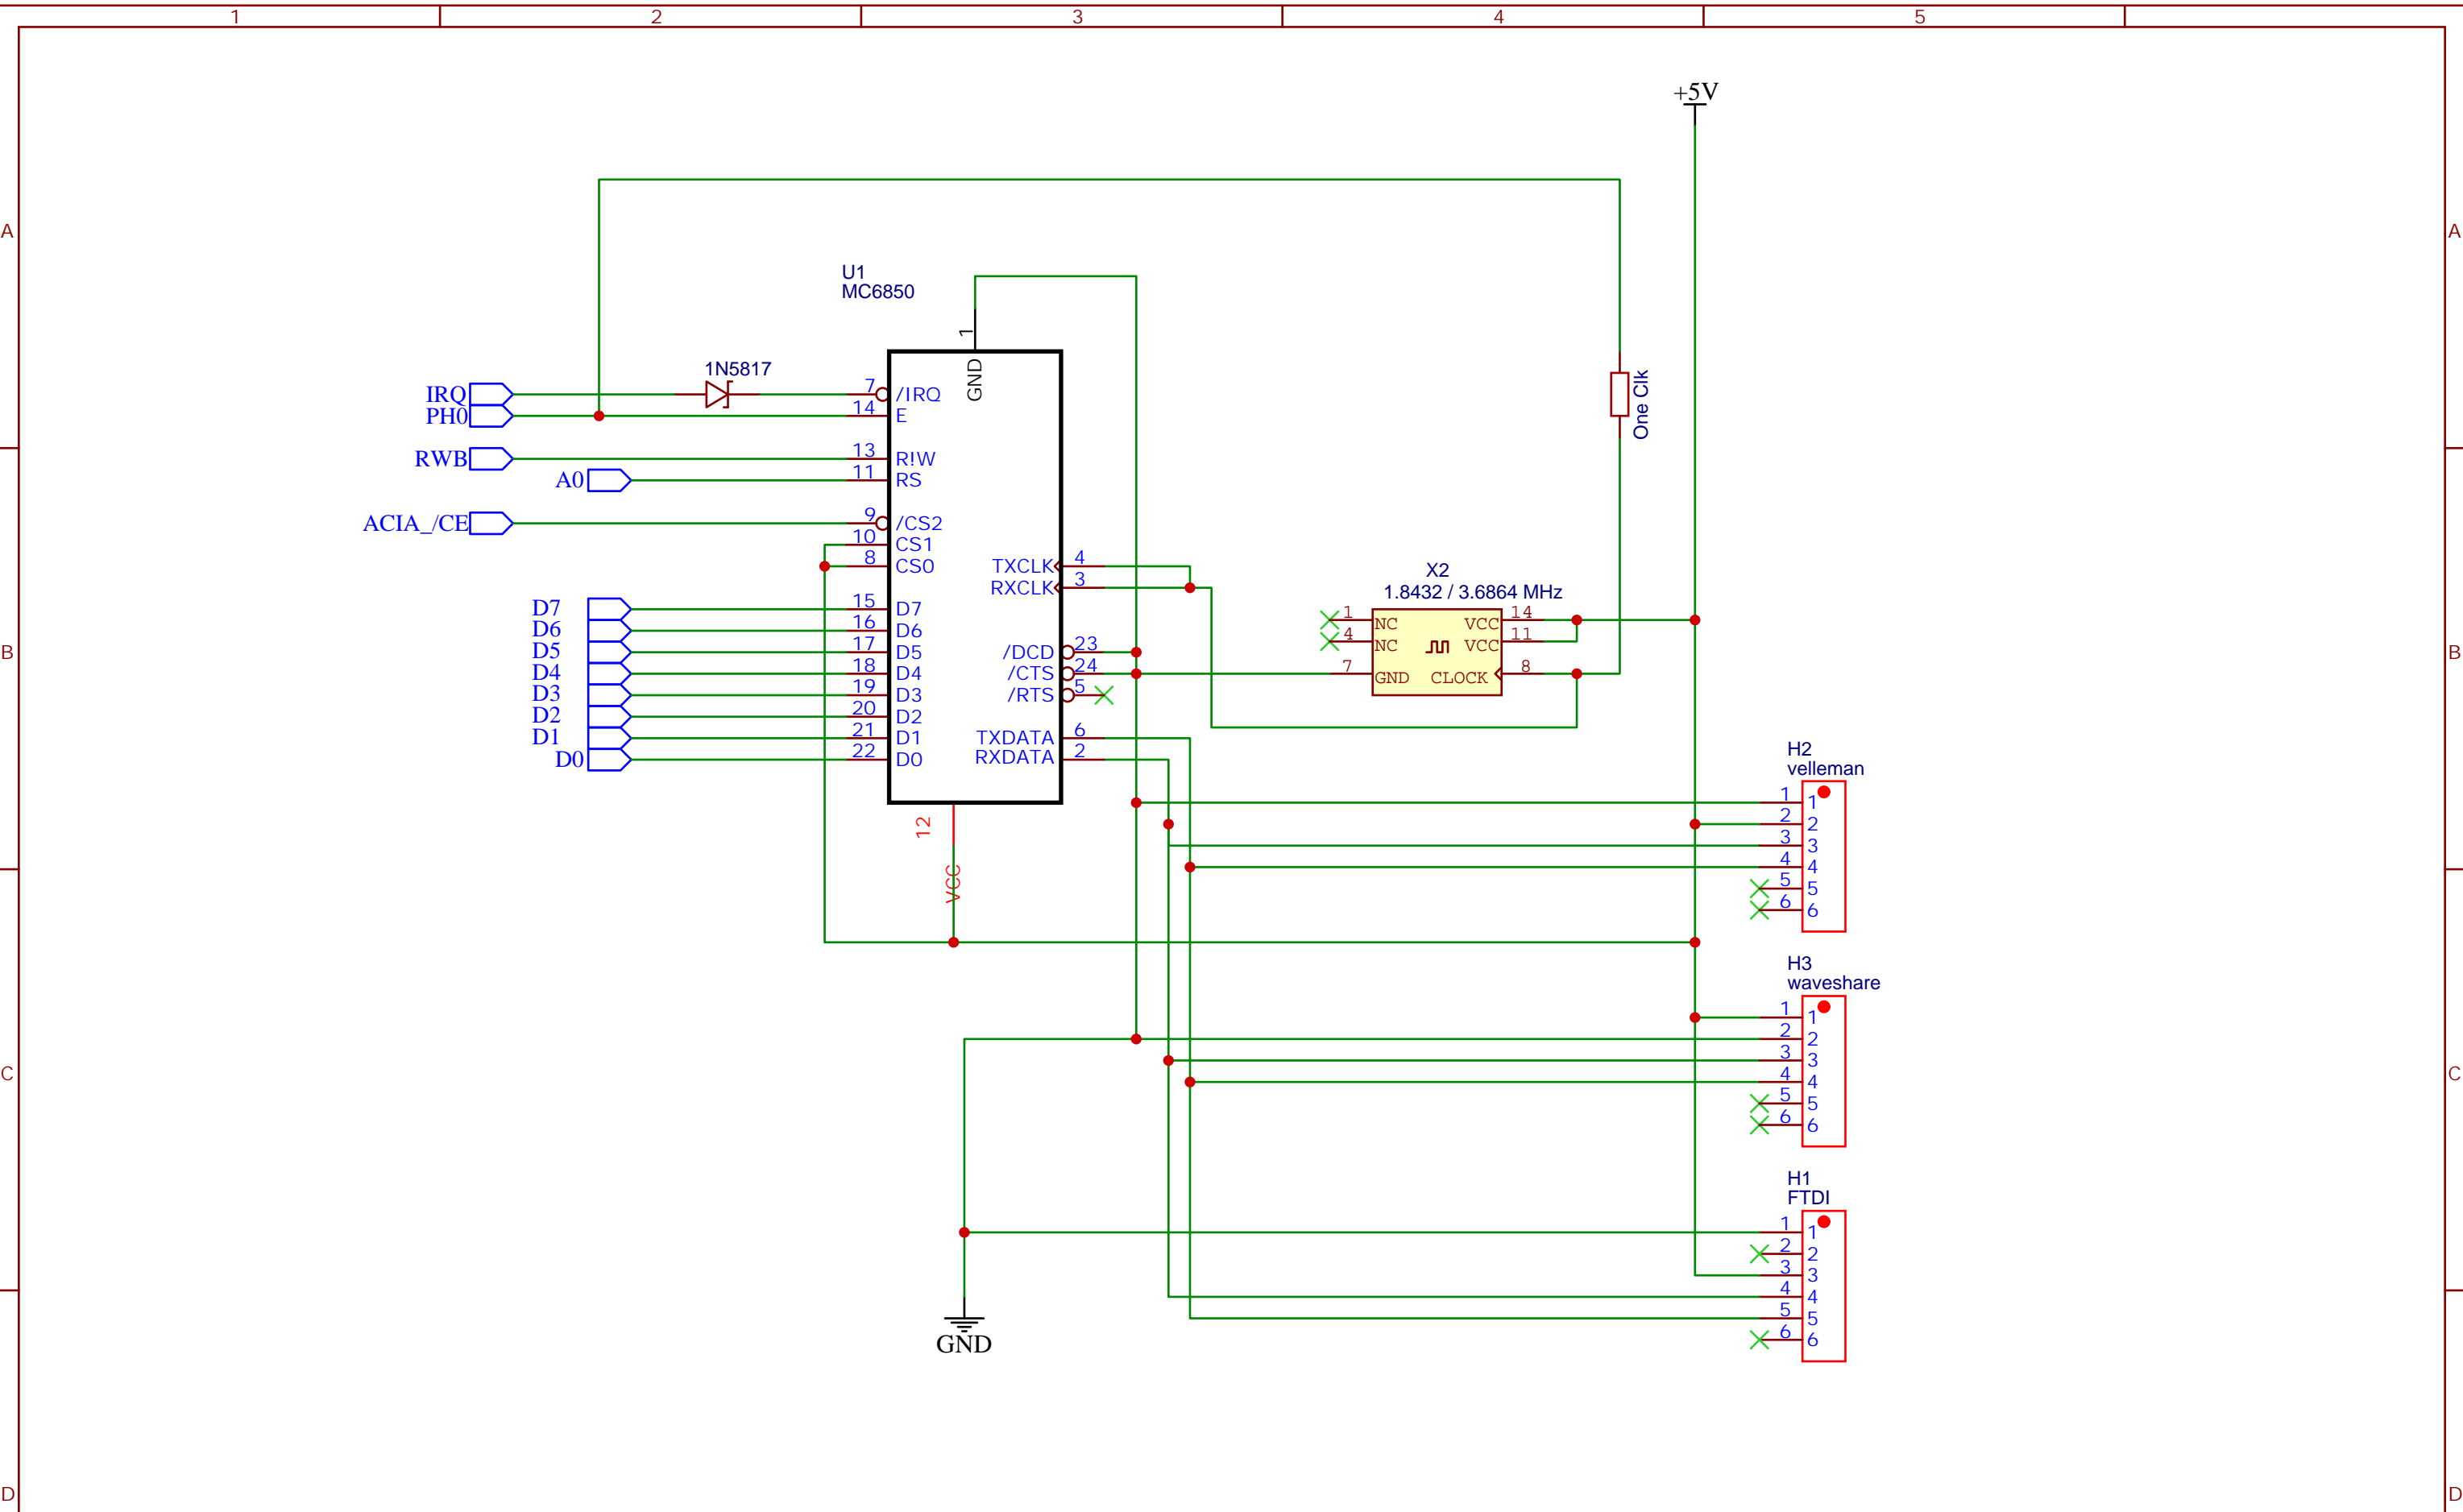 1 2 3 4 5
+5V
A A
U1
MC6850
1
GND
1N5817
IRQ 7 /IRQ
PH0 14 E
One Clk
RWB 13 R!W
A0 11 RS
ACIA_/CE 9 /CS2
10 CS1
8 CS0
TXCLK 4
RXCLK 3
X2
1.8432 / 3.6864 MHz
1 NC VCC 14
4 NC VCC 11
7 GND CLOCK 8
B B
D7 15 D7
D6 16 D6
D5 17 D5 /DCD 23
D4 18 D4 /CTS 24
D3 19 D3 /RTS 5
D2 20 D2
D1 21 D1 TXDATA 6
D0 22 D0 RXDATA 2
12
VCC
H2
velleman
1 1
2 2
3 3
4 4
5 5
6 6
H3
waveshare
1 1
2 2
3 3
4 4
5 5
6 6
C C
H1
FTDI
1 1
2 2
3 3
4 4
5 5
6 6
GND
D D